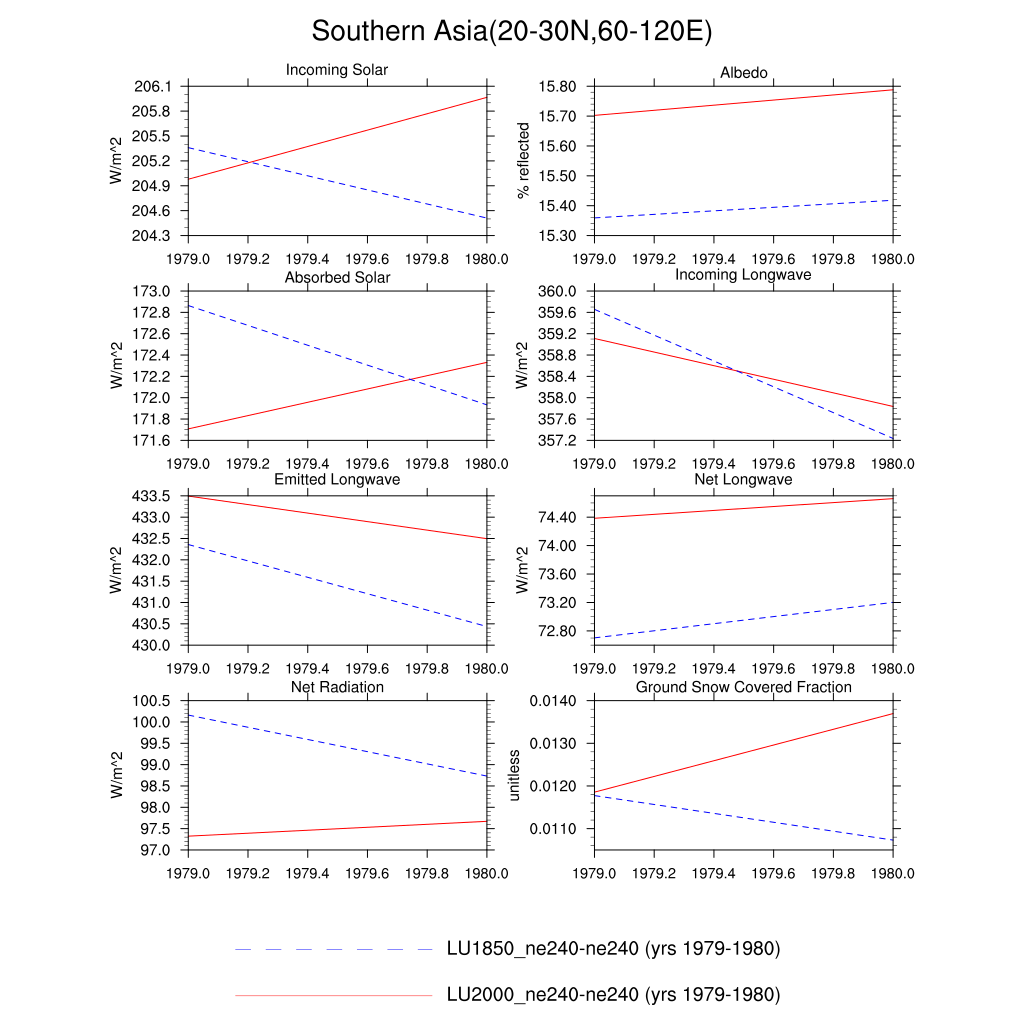 Southern Asia(20-30N,60-120E)
Incoming Solar
W/m^2
206.1
205.8
205.5
205.2
204.9
204.6
204.3
1979.0 1979.2 1979.4 1979.6 1979.8 1980.0
Albedo
% reflected
15.80
15.70
15.60
15.50
15.40
15.30
1979.0 1979.2 1979.4 1979.6 1979.8 1980.0
Absorbed Solar
W/m^2
173.0
172.8
172.6
172.4
172.2
172.0
171.8
171.6
1979.0 1979.2 1979.4 1979.6 1979.8 1980.0
Incoming Longwave
W/m^2
360.0
359.6
359.2
358.8
358.4
358.0
357.6
357.2
1979.0 1979.2 1979.4 1979.6 1979.8 1980.0
Emitted Longwave
W/m^2
433.5
433.0
432.5
432.0
431.5
431.0
430.5
430.0
1979.0 1979.2 1979.4 1979.6 1979.8 1980.0
Net Longwave
W/m^2
74.40
74.00
73.60
73.20
72.80
1979.0 1979.2 1979.4 1979.6 1979.8 1980.0
Net Radiation
W/m^2
100.5
100.0
99.5
99.0
98.5
98.0
97.5
97.0
1979.0 1979.2 1979.4 1979.6 1979.8 1980.0
Ground Snow Covered Fraction
unitless
0.0140
0.0130
0.0120
0.0110
1979.0 1979.2 1979.4 1979.6 1979.8 1980.0
LU1850_ne240-ne240 (yrs 1979-1980)
LU2000_ne240-ne240 (yrs 1979-1980)